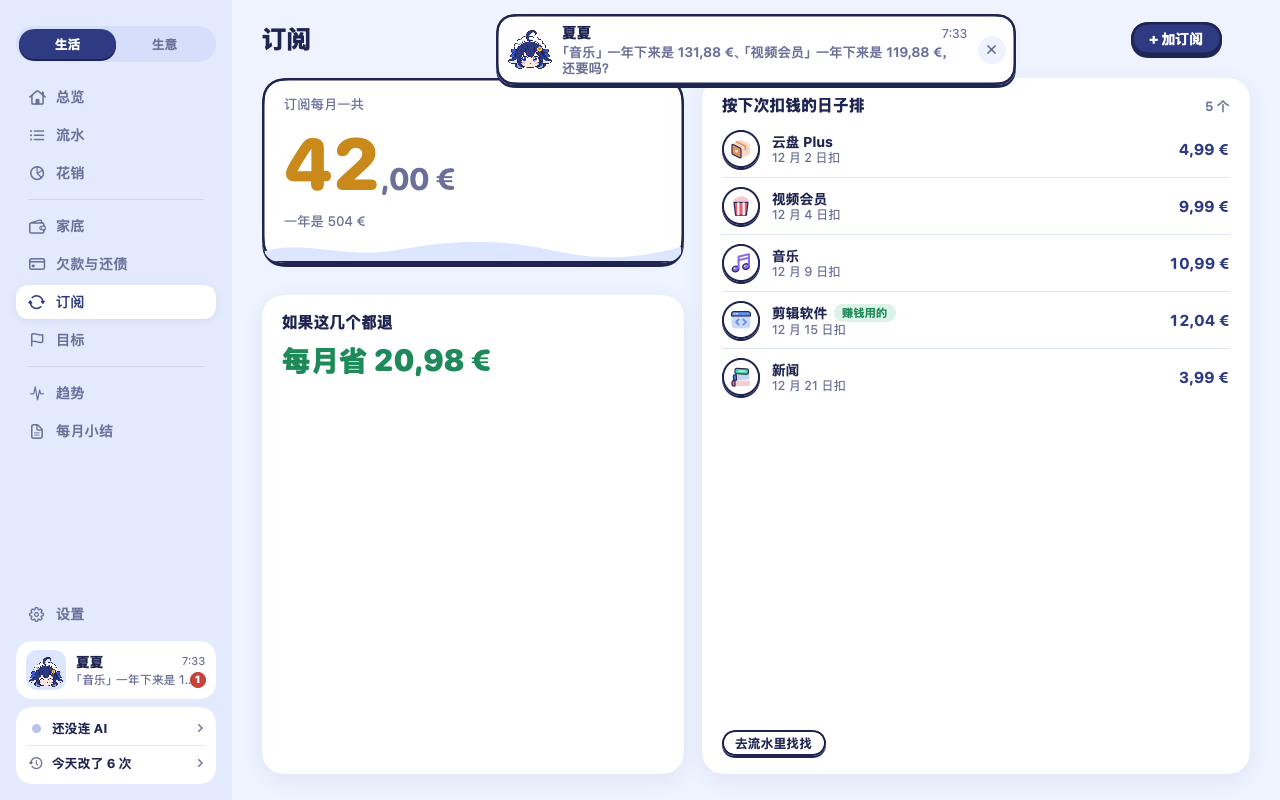 生活
生意
总览
流水
花销
家底
欠款与还债
订阅
目标
趋势
每月小结
设置
夏夏
7:33
「音乐」一年下来是 1...
1
还没连 AI
今天改了 6 次
订阅
夏夏
7:33
「音乐」一年下来是 131,88 €、「视频会员」一年下来是 119,88 €,
还要吗?
+ 加订阅
订阅每月一共
42,00 €
一年是 504 €
如果这几个都退
每月省 20,98 €
按下次扣钱的日子排
5 个
云盘 Plus
12 月 2 日扣
4,99 €
视频会员
12 月 4 日扣
9,99 €
音乐
12 月 9 日扣
10,99 €
剪辑软件
赚钱用的
12 月 15 日扣
12,04 €
新闻
12 月 21 日扣
3,99 €
去流水里找找